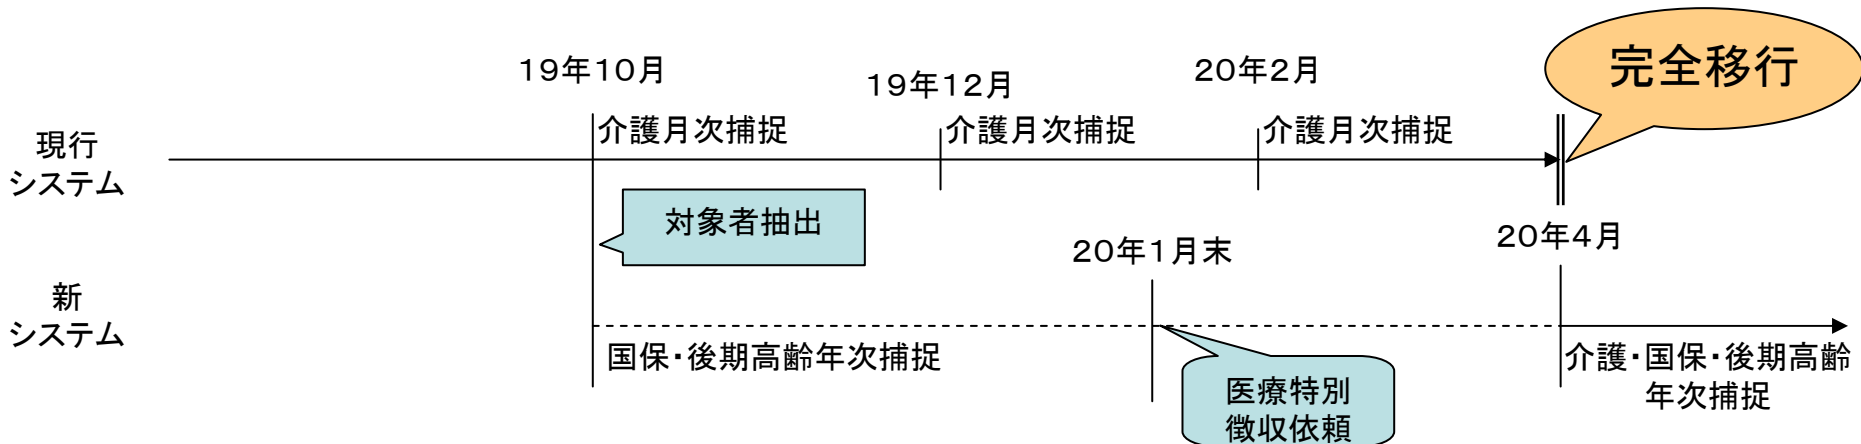 19年10月
19年12月
20年2月
完全移行
現行
システム
介護月次捕捉
介護月次捕捉
介護月次捕捉
対象者抽出
20年1月末
20年4月
新
システム
国保・後期高齢年次捕捉
医療特別
徴収依頼
介護・国保・後期高齢
年次捕捉